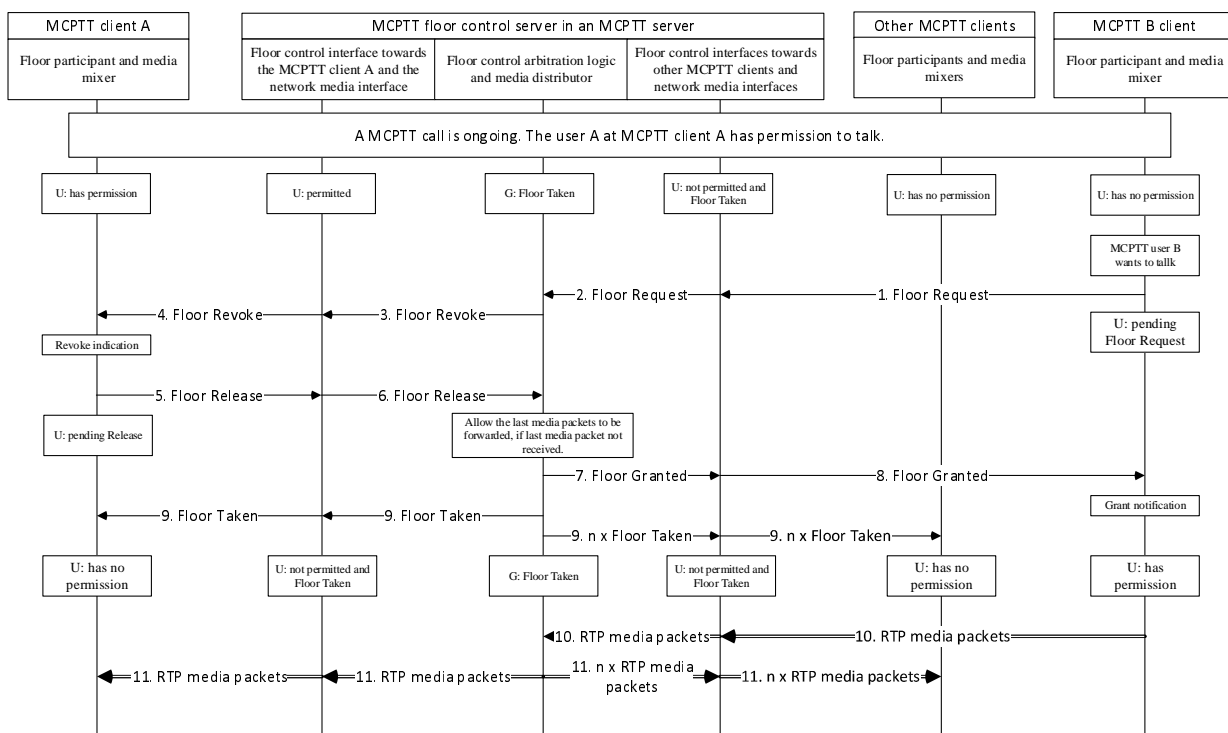 MCPTT client A
MCPTT floor control server in an MCPTT server
Other MCPTT clients
MCPTT B client
Floor participant and media
mixer
Floor control interface towards
the MCPTT client A and the
network media interface
Floor control arbitration logic
and media distributor
Floor control interfaces towards
other MCPTT clients and
network media interfaces
Floor participants and media
mixers
Floor participant and media
mixer
A MCPTT call is ongoing. The user A at MCPTT client A has permission to talk.
U: has permission
U: permitted
G: Floor Taken
U: not permitted and
Floor Taken
U: has no permission
U: has no permission
MCPTT user B
wants to tallk
2. Floor Request
1. Floor Request
4. Floor Revoke
3. Floor Revoke
U: pending
Floor Request
Revoke indication
5. Floor Release
6. Floor Release
U: pending Release
Allow the last media packets to be
forwarded, if last media packet not
received.
7. Floor Granted
8. Floor Granted
Grant notification
9. Floor Taken
9. Floor Taken
9. n x Floor Taken
9. n x Floor Taken
U: has no
permission
U: not permitted and
Floor Taken
G: Floor Taken
U: not permitted and
Floor Taken
U: has no
permission
U: has
permission
10. RTP media packets
10. RTP media packets
11. RTP media packets
11. RTP media packets
11. n x RTP media
packets
11. n x RTP media packets